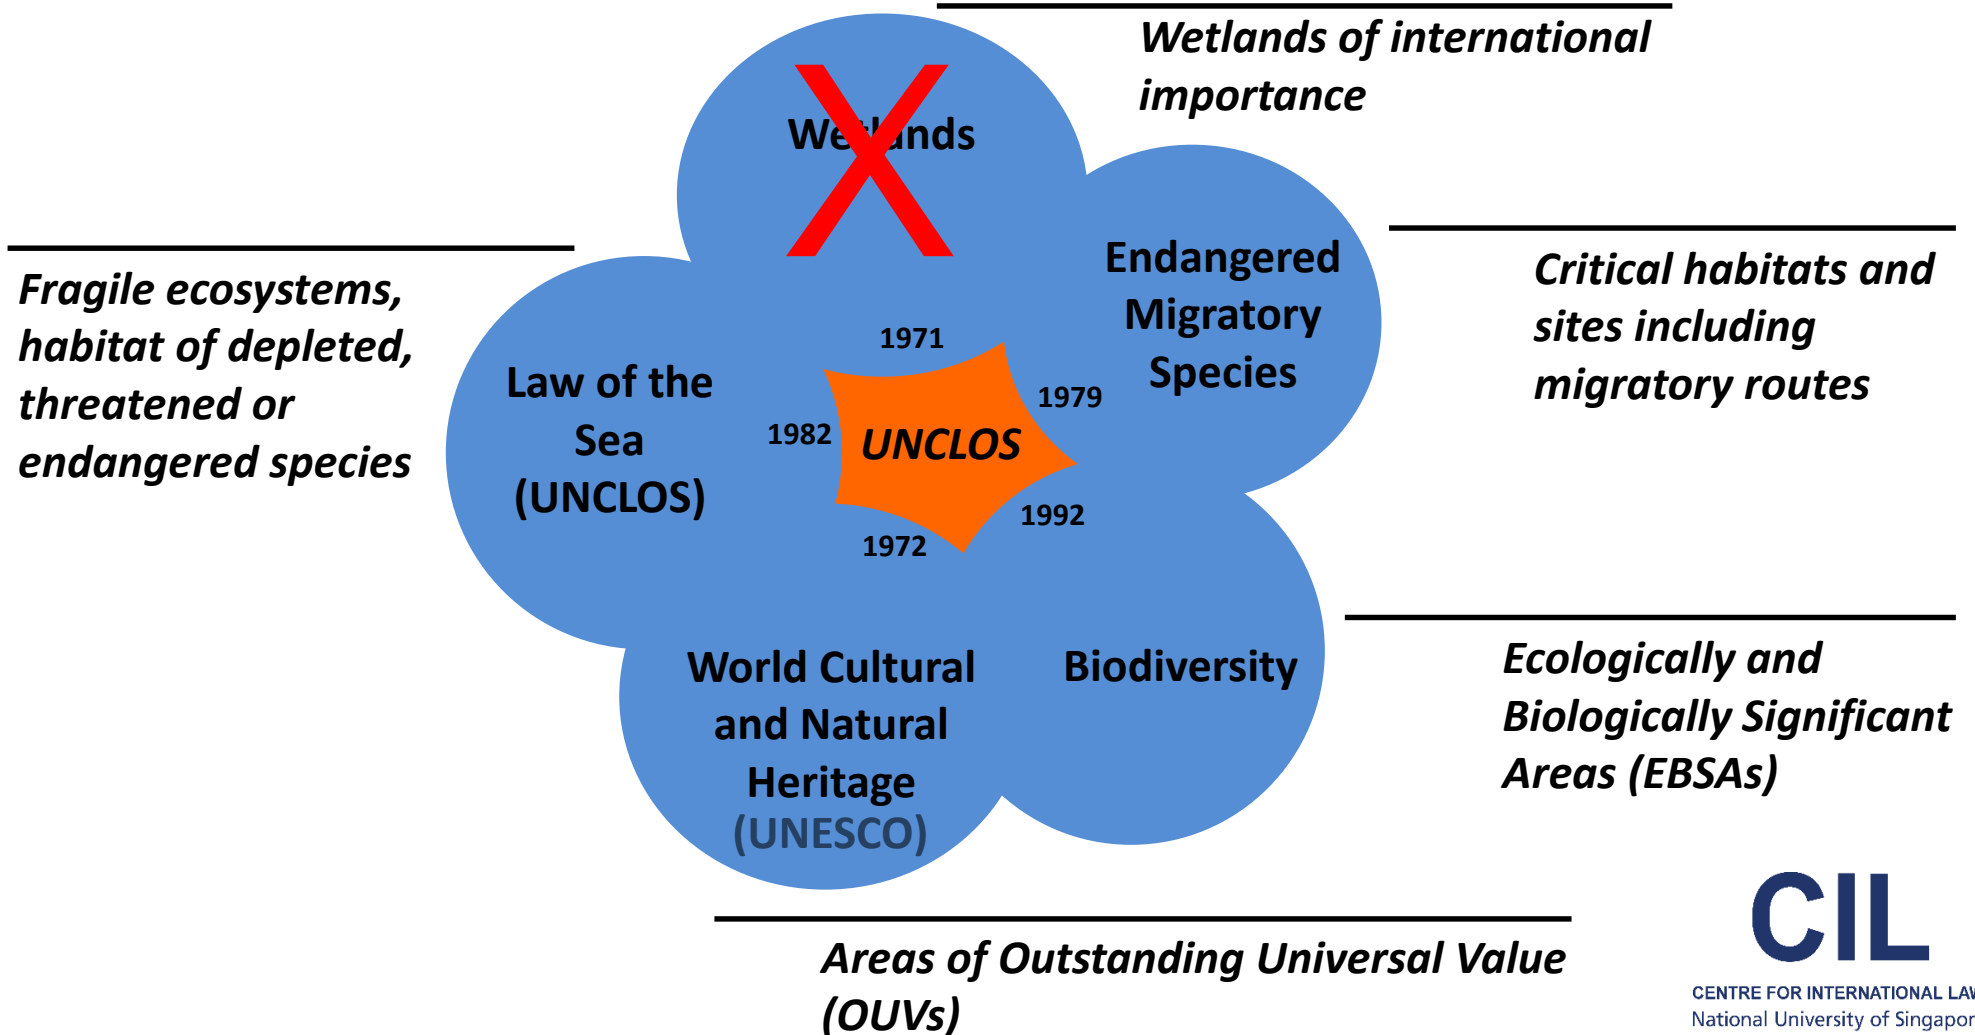 Wetlands of international
importance
Wetlands
X
Endangered
Migratory
Species
Critical habitats and
sites including
migratory routes
Fragile ecosystems,
habitat of depleted,
threatened or
endangered species
Law of the
Sea
(UNCLOS)
1971
1979
1982
UNCLOS
1992
1972
World Cultural
and Natural
Heritage
(UNESCO)
Biodiversity
Ecologically and
Biologically Significant
Areas (EBSAs)
Areas of Outstanding Universal Value
(OUVs)
CIL
CENTRE FOR INTERNATIONAL LAW
National University of Singapor